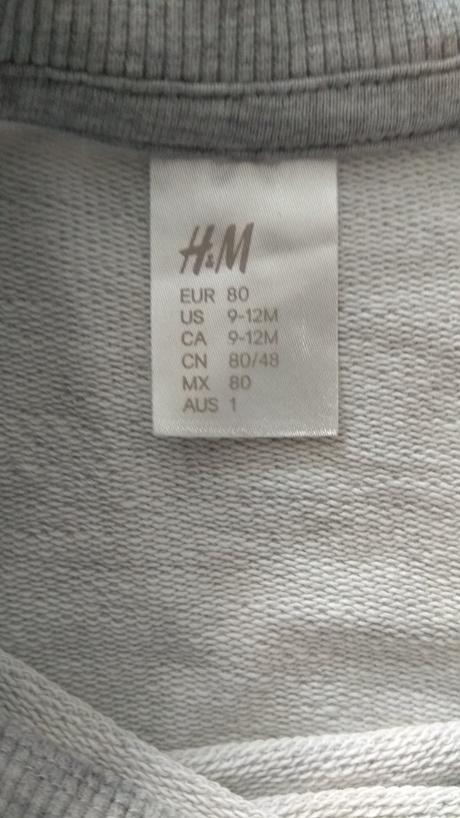 H&M
EUR 80
US 9-12M
CA 9-12M
CN 80/48
MX 80
AUS 1